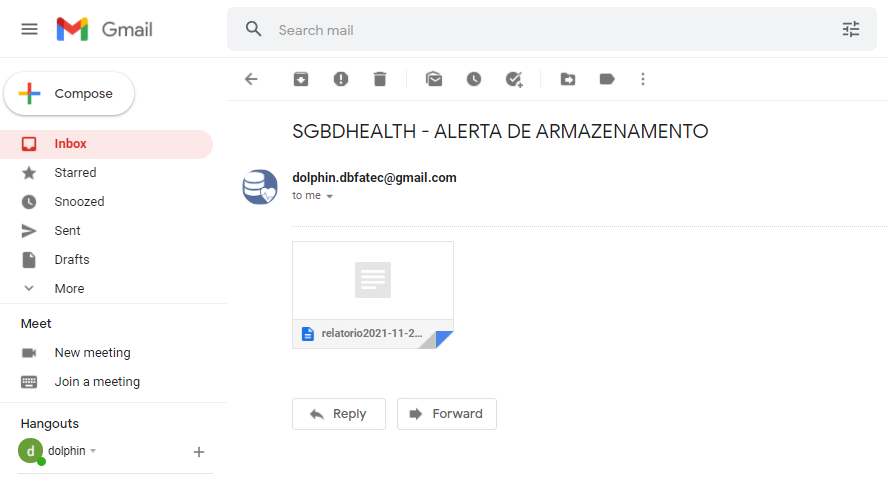 Gmail
Search mail
Compose
Inbox
Starred
Snoozed
Sent
Drafts
More
Meet
New meeting
Join a meeting
Hangouts
d
dolphin
SGBDHEALTH - ALERTA DE ARMAZENAMENTO
dolphin.dbfatec@gmail.com
to me
relatorio2021-11-2...
Reply
Forward